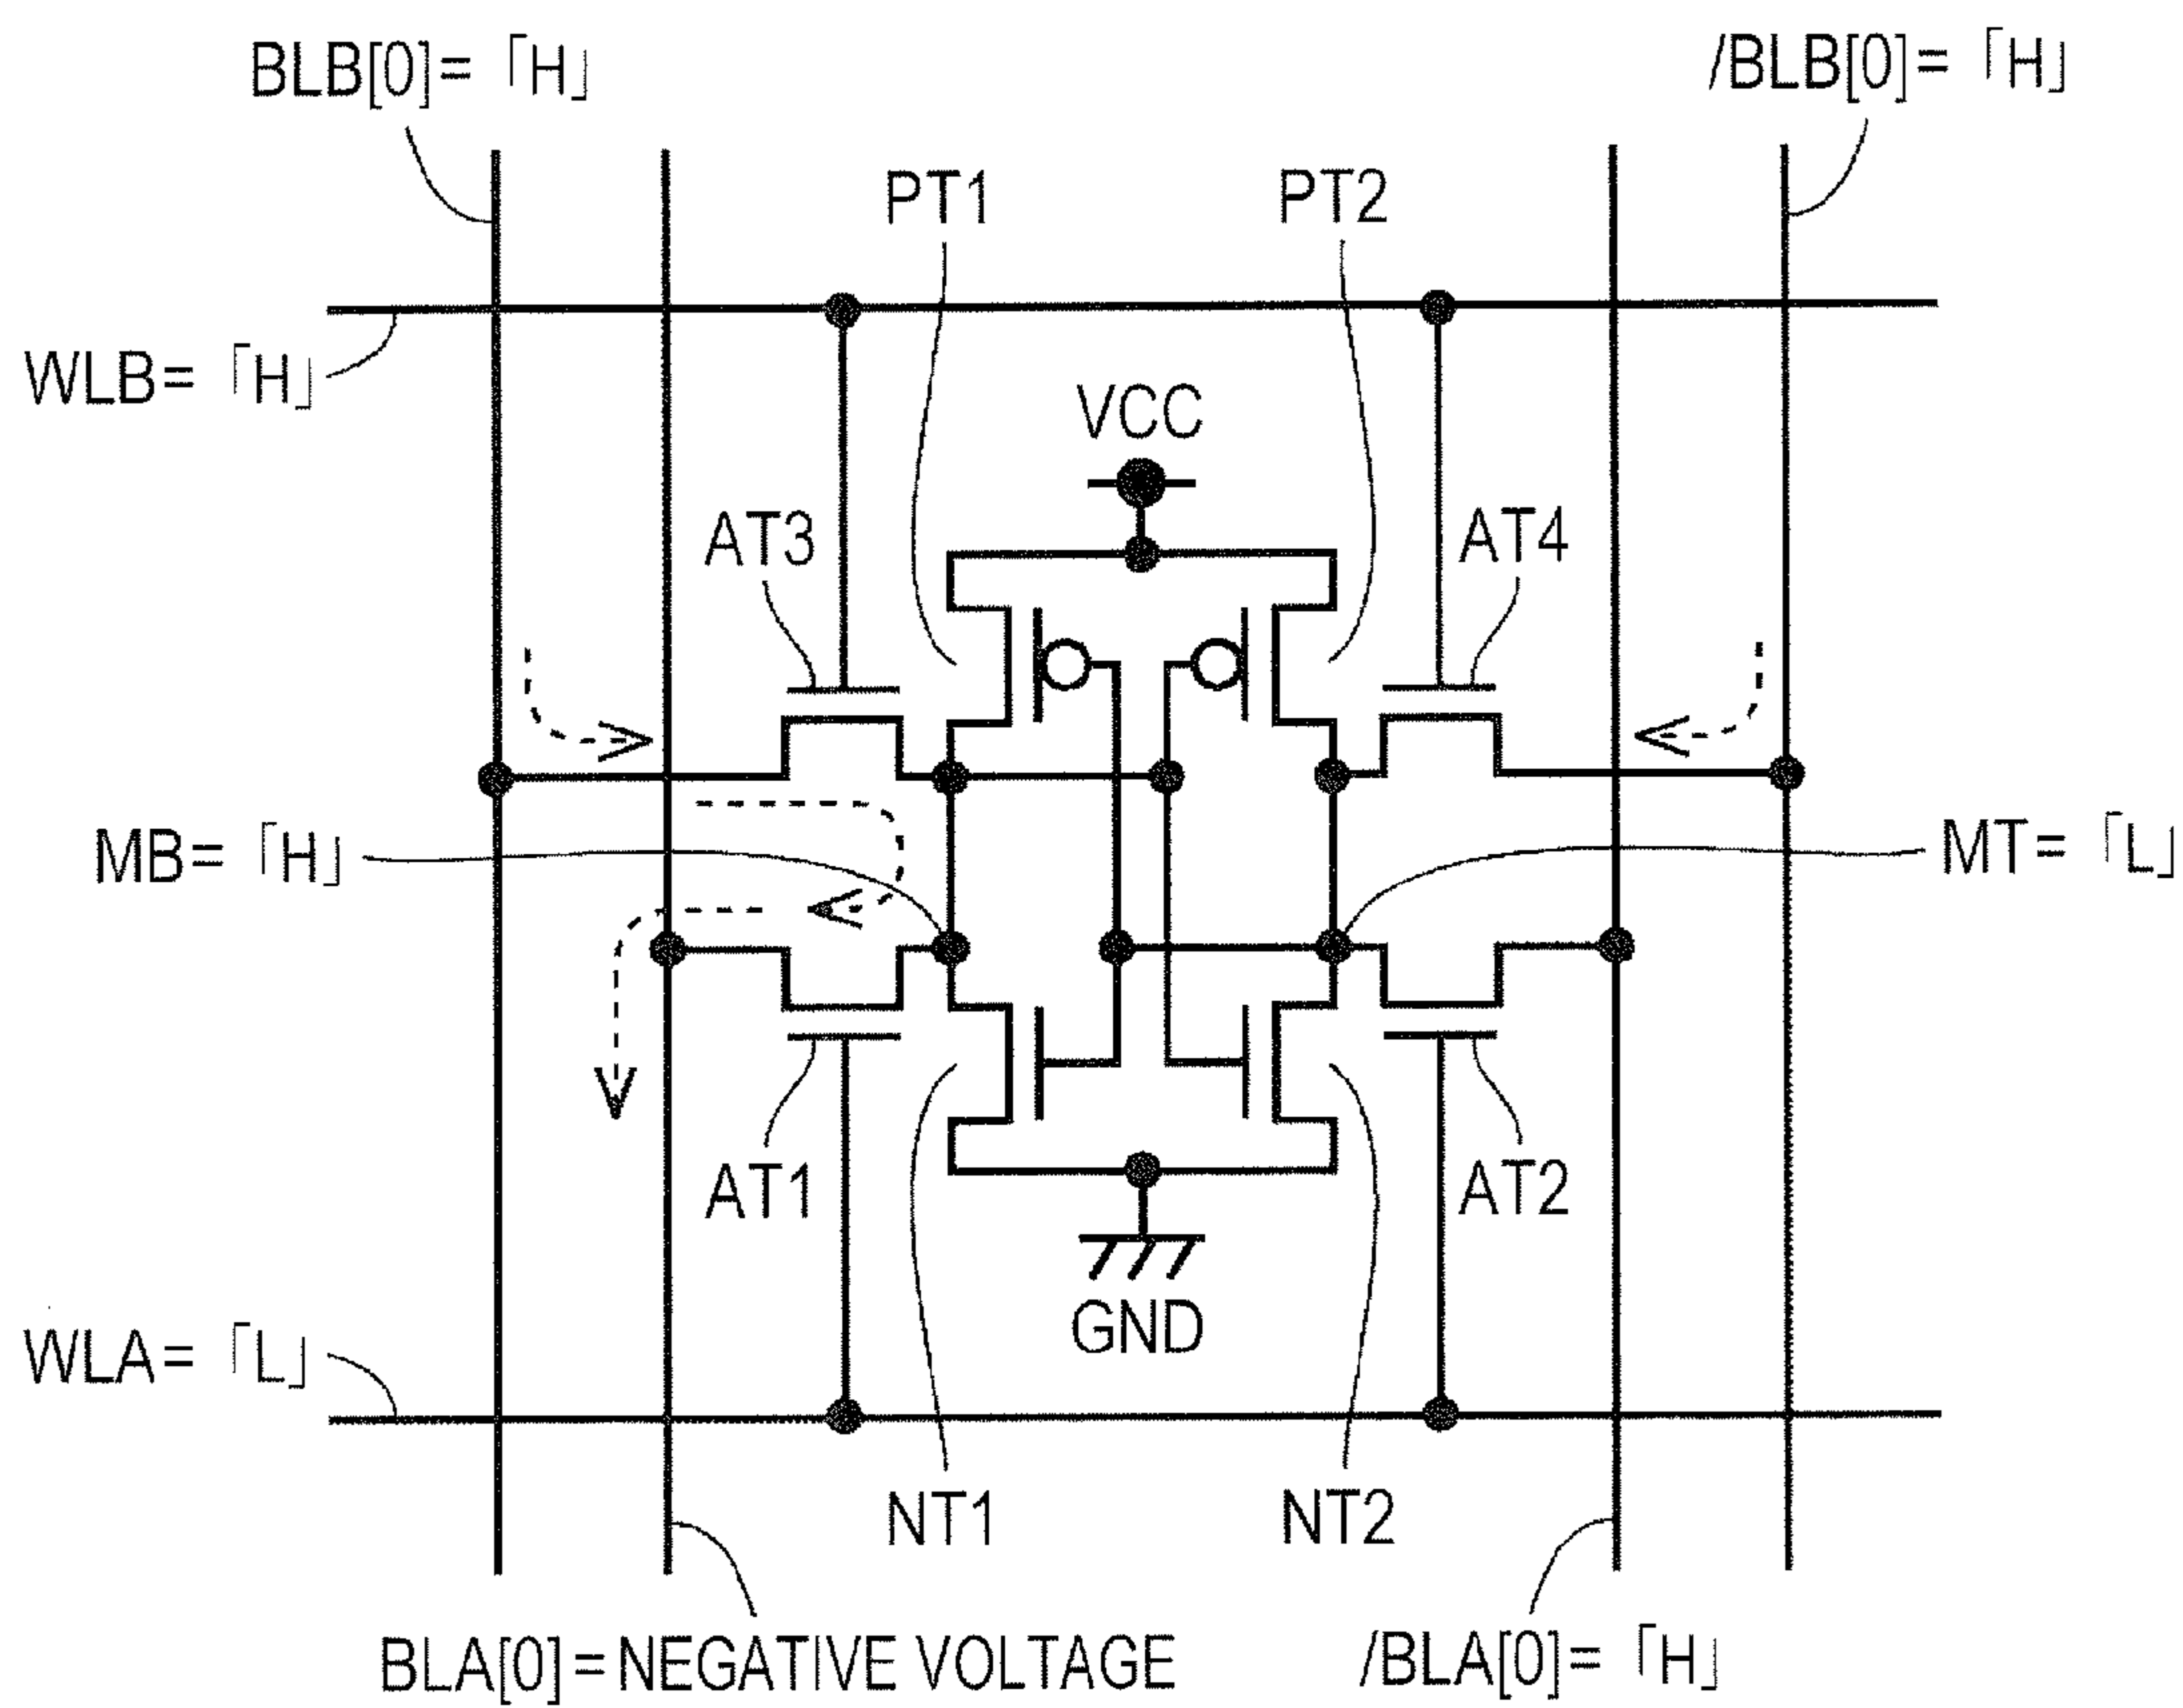 BLB[0]=「H」
/BLB[0]=「H」
PT1
PT2
WLB=「H」
VCC
AT3
AT4
MB=「H」
MT=「L」
AT1
AT2
GND
WLA=「L」
NT1
NT2
BLA[0]=NEGATIVE VOLTAGE
/BLA[0]=「H」